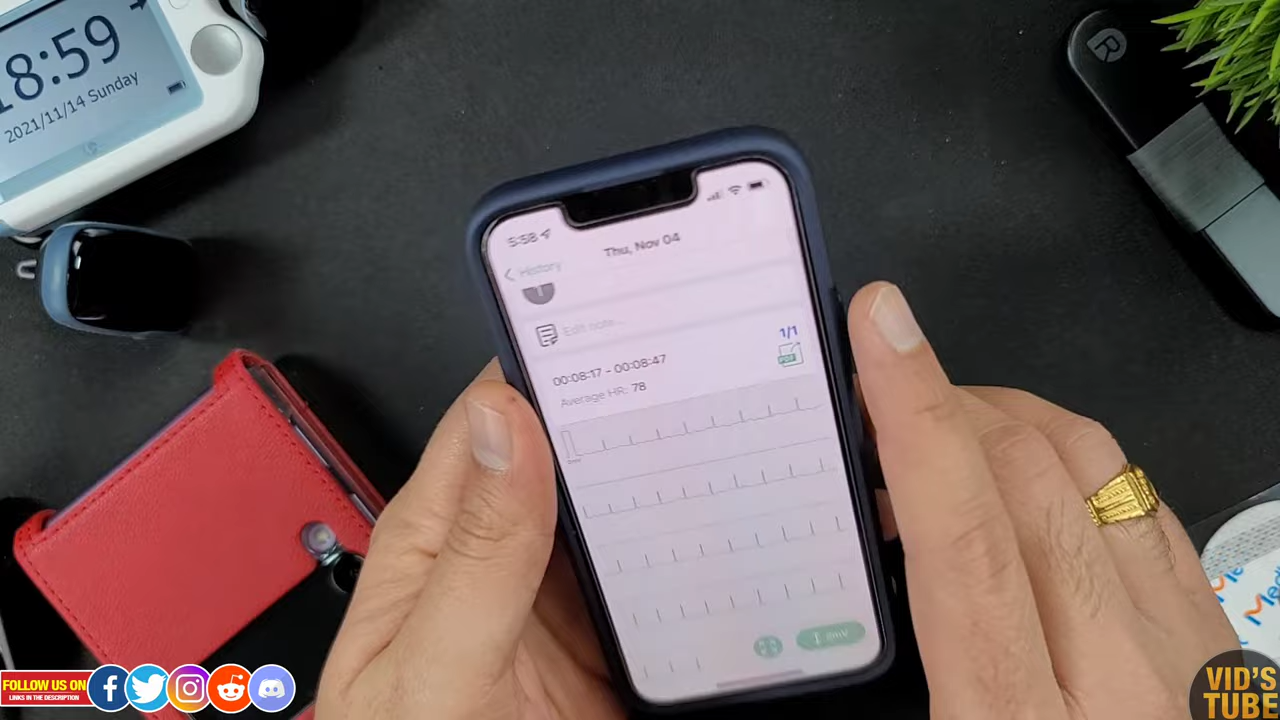 18:59
2021/11/14 Sunday
R
5:58
Thu, Nov 04
History
Edit note...
1/1
PDF
00:08:17 - 00:08:47
Average HR: 78
FOLLOW US ON
LINKS IN THE DESCRIPTION
VID'S
TUBE